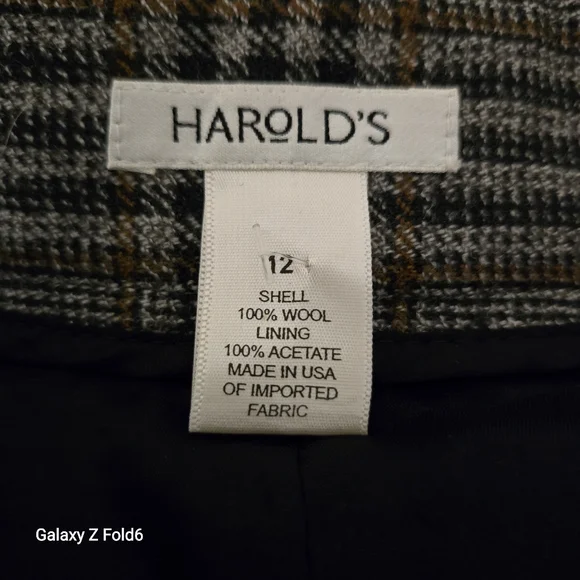 HAROLD'S
12
SHELL
100% WOOL
LINING
100% ACETATE
MADE IN USA
OF IMPORTED
FABRIC
Galaxy Z Fold6